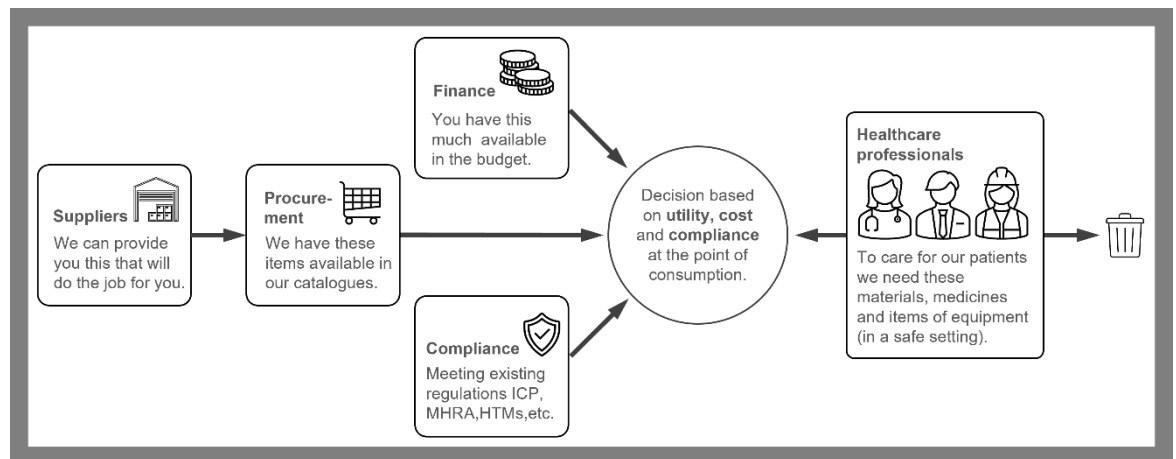 Finance
You have this
much available
in the budget.
Suppliers
We can provide
you this that will
do the job for you.
Procure-
ment
We have these
items available in
our catalogues.
Compliance
Meeting existing
regulations ICP,
MHRA,HTMs,etc.
Decision based
on utility, cost
and compliance
at the point of
consumption.
Healthcare
professionals
To care for our patients
we need these
materials, medicines
and items of equipment
(in a safe setting).